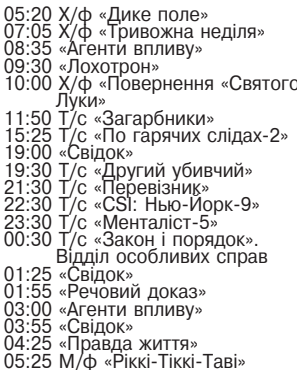 05:20 Х/ф «Дике поле»
07:05 Х/ф «Тривожна неділя»
08:35 «Агенти впливу»
09:30 «Лохотрон»
10:00 Х/ф «Повернення «Святого
Луки»
11:50 Т/с «Загарбники»
15:25 Т/с «По гарячих слідах-2»
19:00 «Свідок»
19:30 Т/с «Другий убивчий»
21:30 Т/с «Перевізник»
22:30 Т/с «CSI: Нью-Йорк-9»
23:30 Т/с «Менталіст-5»
00:30 Т/с «Закон і порядок».
Відділ особливих справ
01:25 «Свідок»
01:55 «Речовий доказ»
03:00 «Агенти впливу»
03:55 «Свідок»
04:25 «Правда життя»
05:25 М/ф «Ріккі-Тіккі-Таві»